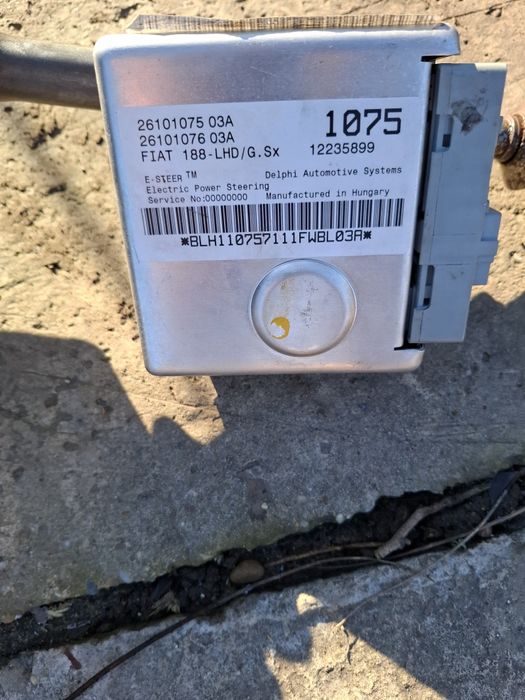 26101075 03A
26101076 03A
1075
FIAT 188-LHD/G.Sx 12235899
E-STEER™ Delphi Automotive Systems
Electric Power Steering
Service No:00000000 Manufactured in Hungary
*BLH110757111FWBL03A*